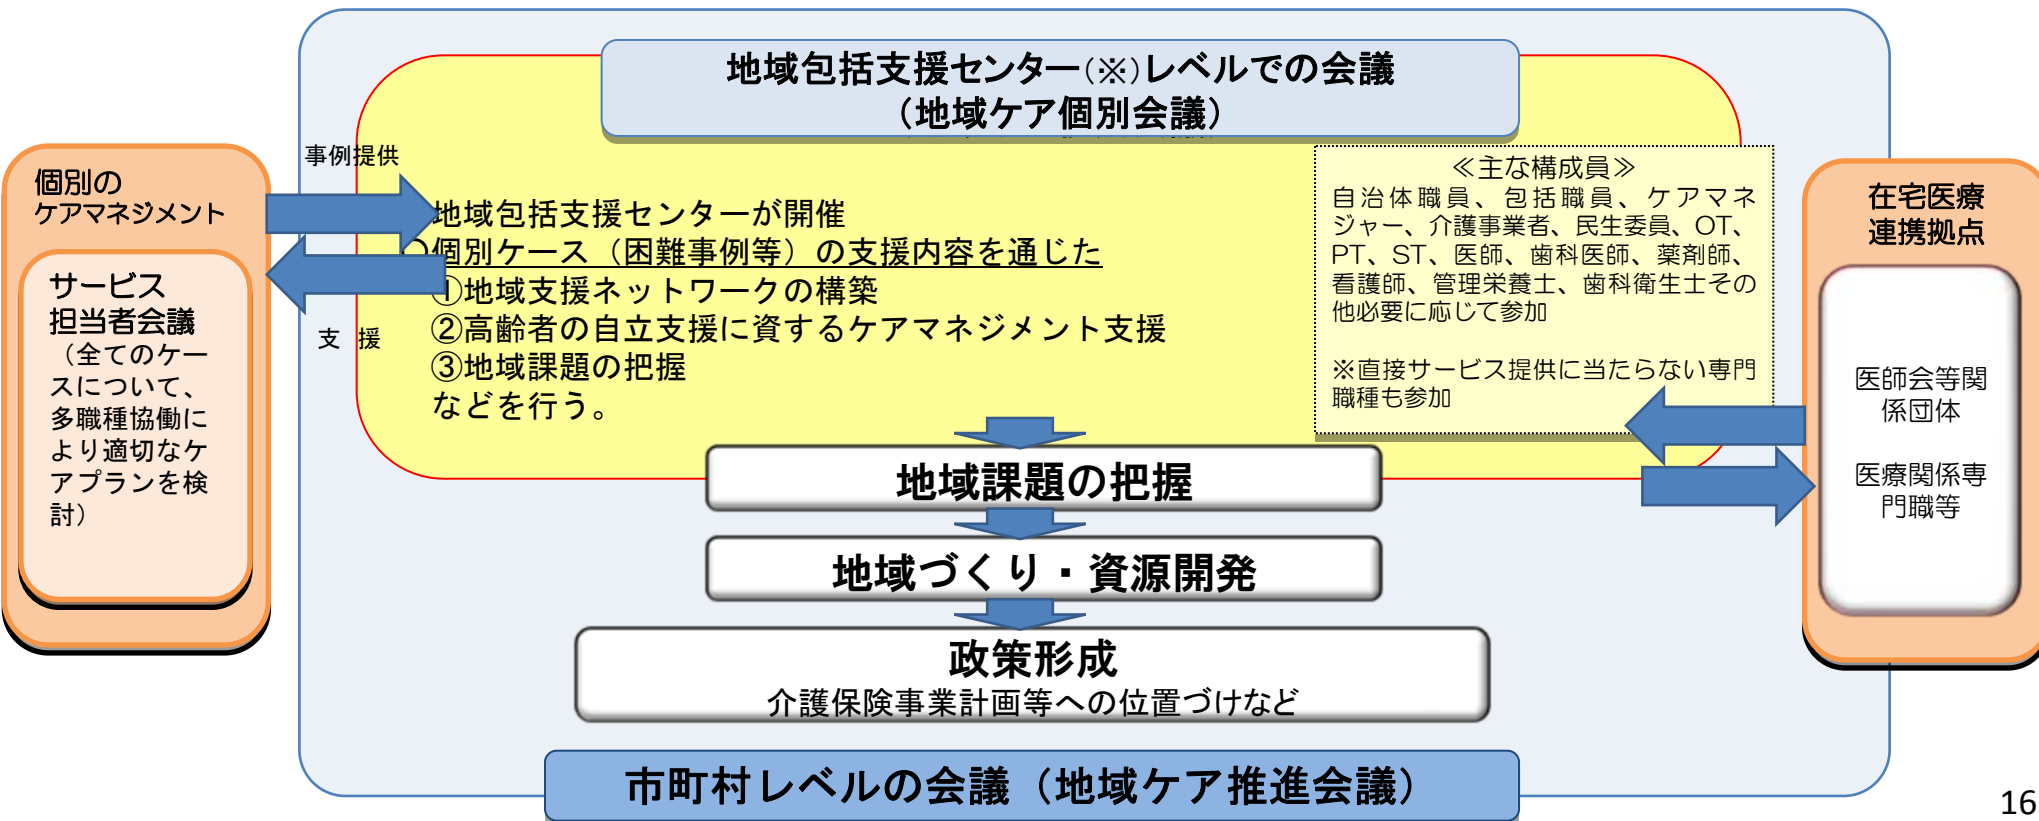 地域包括支援センター(※)レベルでの会議
(地域ケア個別会議)
事例提供
個別の
ケアマネジメント
サービス
担当者会議
(全てのケー
スについて、
多職種協働に
より適切なケ
アプランを検
討)
支 援
地域包括支援センターが開催
個別ケース(困難事例等)の支援内容を通じた
①地域支援ネットワークの構築
②高齢者の自立支援に資するケアマネジメント支援
③地域課題の把握
などを行う。
≪主な構成員≫
自治体職員、包括職員、ケアマネ
ジャー、介護事業者、民生委員、OT、
PT、ST、医師、歯科医師、薬剤師、
看護師、管理栄養士、歯科衛生士その
他必要に応じて参加
※直接サービス提供に当たらない専門
職種も参加
在宅医療
連携拠点
医師会等関
係団体
医療関係専
門職等
地域課題の把握
地域づくり・資源開発
政策形成
介護保険事業計画等への位置づけなど
市町村レベルの会議(地域ケア推進会議)
16